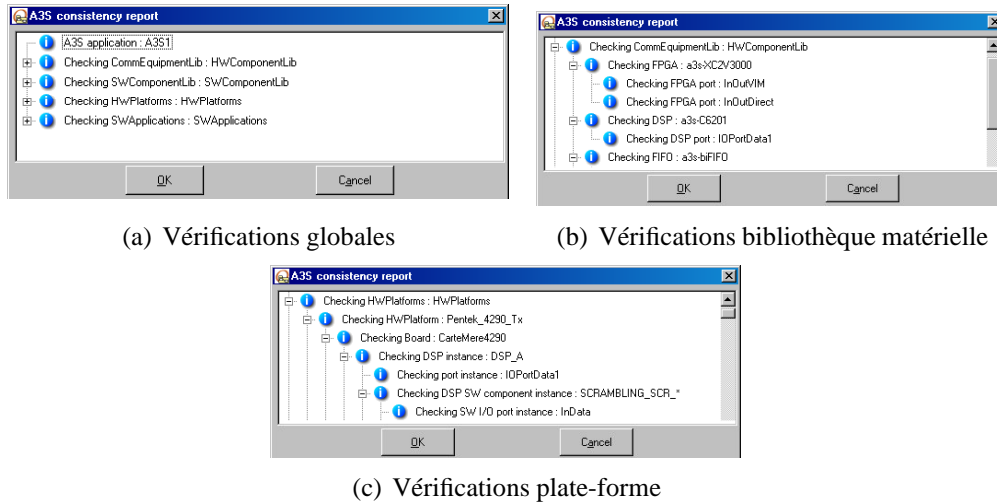 A3S consistency report
A3S application : A3S1
Checking CommEquipmentLib : HWComponentLib
Checking SWComponentLib : SWComponentLib
Checking HWPlatforms : HWPlatforms
Checking SWApplications : SWApplications
OK Cancel
(a) Vérifications globales
A3S consistency report
Checking CommEquipmentLib : HWComponentLib
Checking FPGA : a3s-XC2V3000
Checking FPGA port : InOutVIM
Checking FPGA port : InOutDirect
Checking DSP : a3s-C6201
Checking DSP port : IOPortData1
Checking FIFO : a3s-biFIFO
OK Cancel
(b) Vérifications bibliothèque matérielle
A3S consistency report
Checking HWPlatforms : HWPlatforms
Checking HWPlatform : Pentek_4290_Tx
Checking Board : CarteMere4290
Checking DSP instance : DSP_A
Checking port instance : IOPortData1
Checking DSP SW component instance : SCRAMBLING_SCR_*
Checking SW I/O port instance : InData
OK Cancel
(c) Vérifications plate-forme